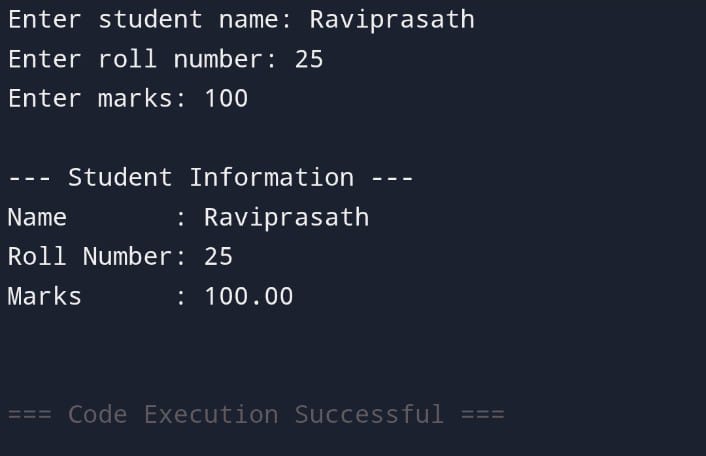 Enter student name: Raviprasath
Enter roll number: 25
Enter marks: 100
--- Student Information ---
Name       : Raviprasath
Roll Number: 25
Marks      : 100.00
=== Code Execution Successful ===